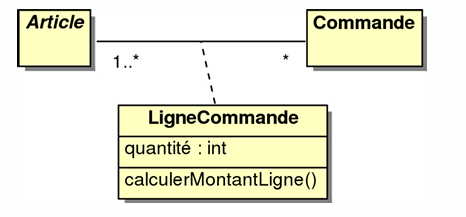 Article
Commande
1..*
*
LigneCommande
quantité : int
calculerMontantLigne()